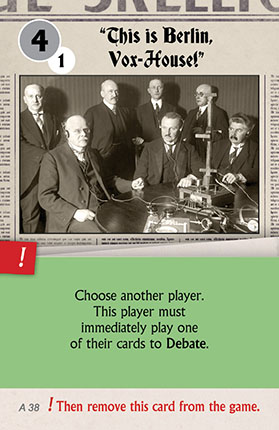 4
1
“This is Berlin,
Vox-House!”
!
Choose another player.
This player must
immediately play one
of their cards to Debate.
A 38
! Then remove this card from the game.